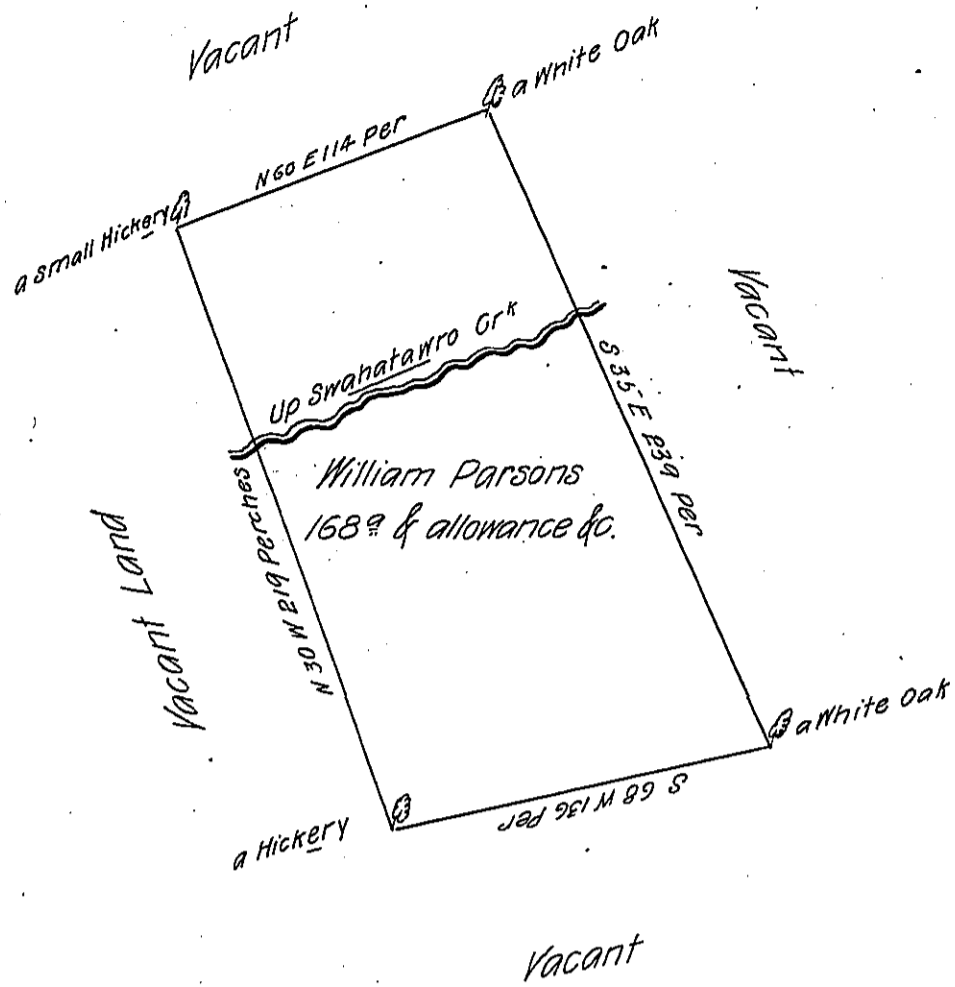 Vacant
a White Oak
N 60 E 114 Per
a small Hickery
Vacant
Up Swahatawro Crk
S 35 E 239 Per
William Parsons
168a & allowance &c.
N 30 W 219 Perches
Vacant Land
a White Oak
S 68 W 136 Per
a Hickery
Vacant